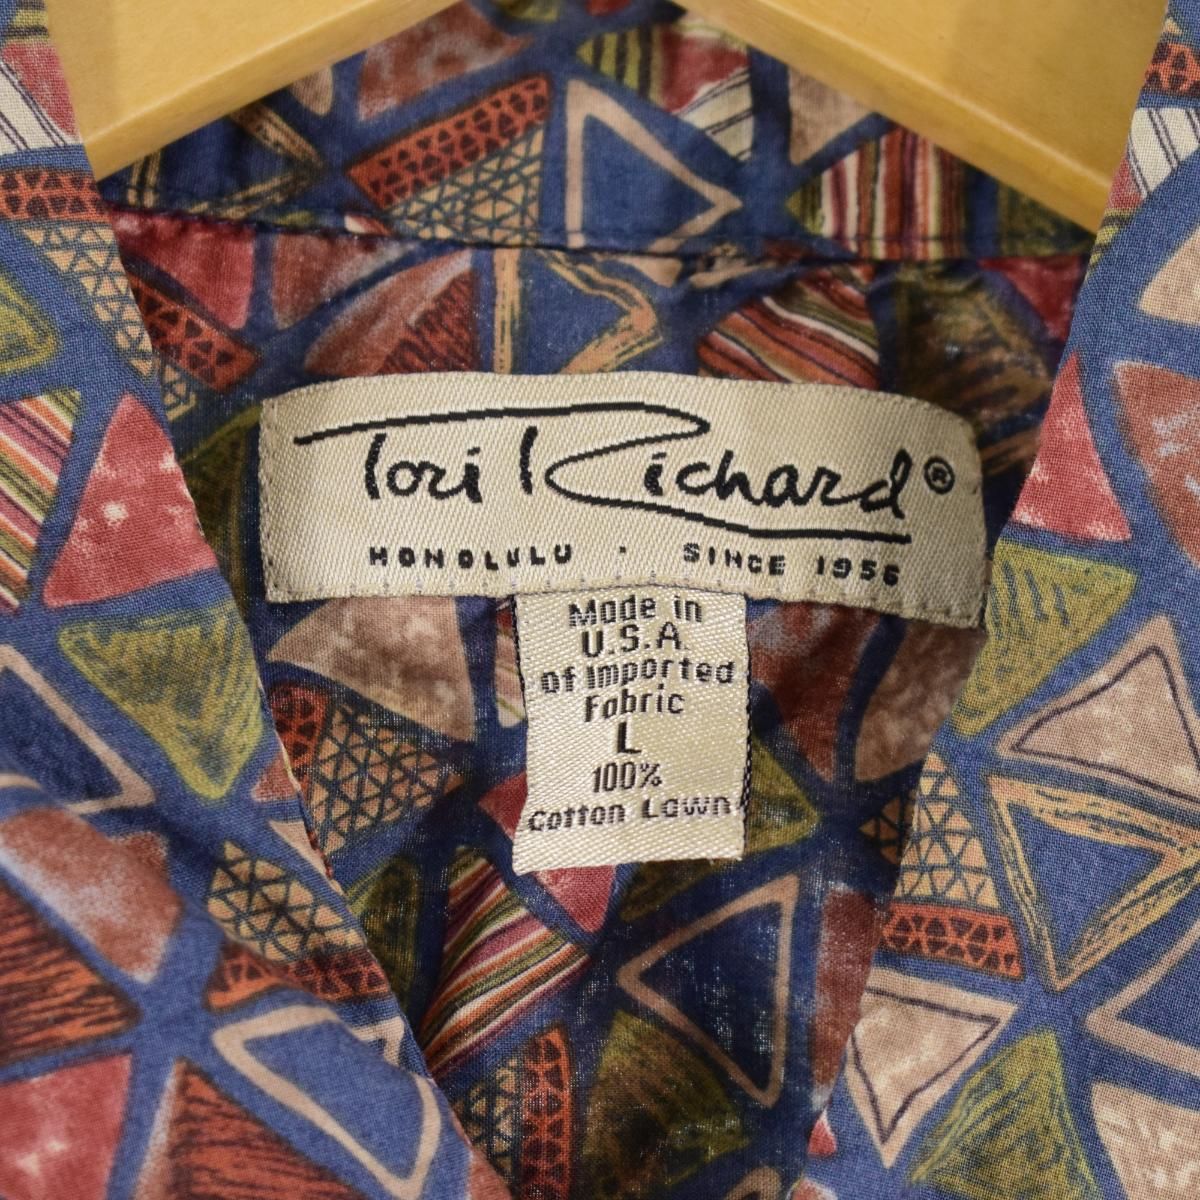 Tori Richard®
HONOLULU · SINCE 1956
Made in
U.S.A.
of Imported
Fabric
L
100%
Cotton Lawn